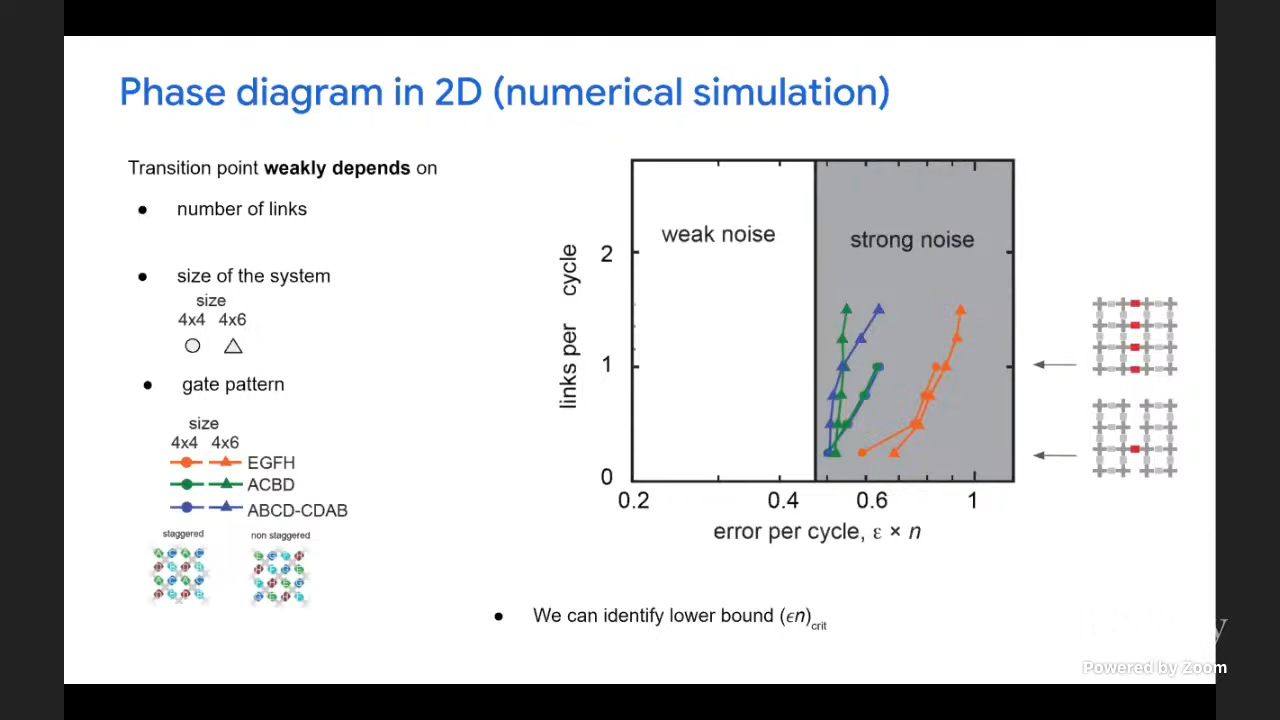 Phase diagram in 2D (numerical simulation)
Transition point weakly depends on
● number of links
● size of the system
size
4x4 4x6
● gate pattern
size
4x4 4x6
EGFH
ACBD
ABCD-CDAB
staggered
non staggered
links per cycle
2
1
0
weak noise
strong noise
0.2 0.4 0.6 1
error per cycle, ε × n
● We can identify lower bound (ϵn)crit
Powered by Zoom